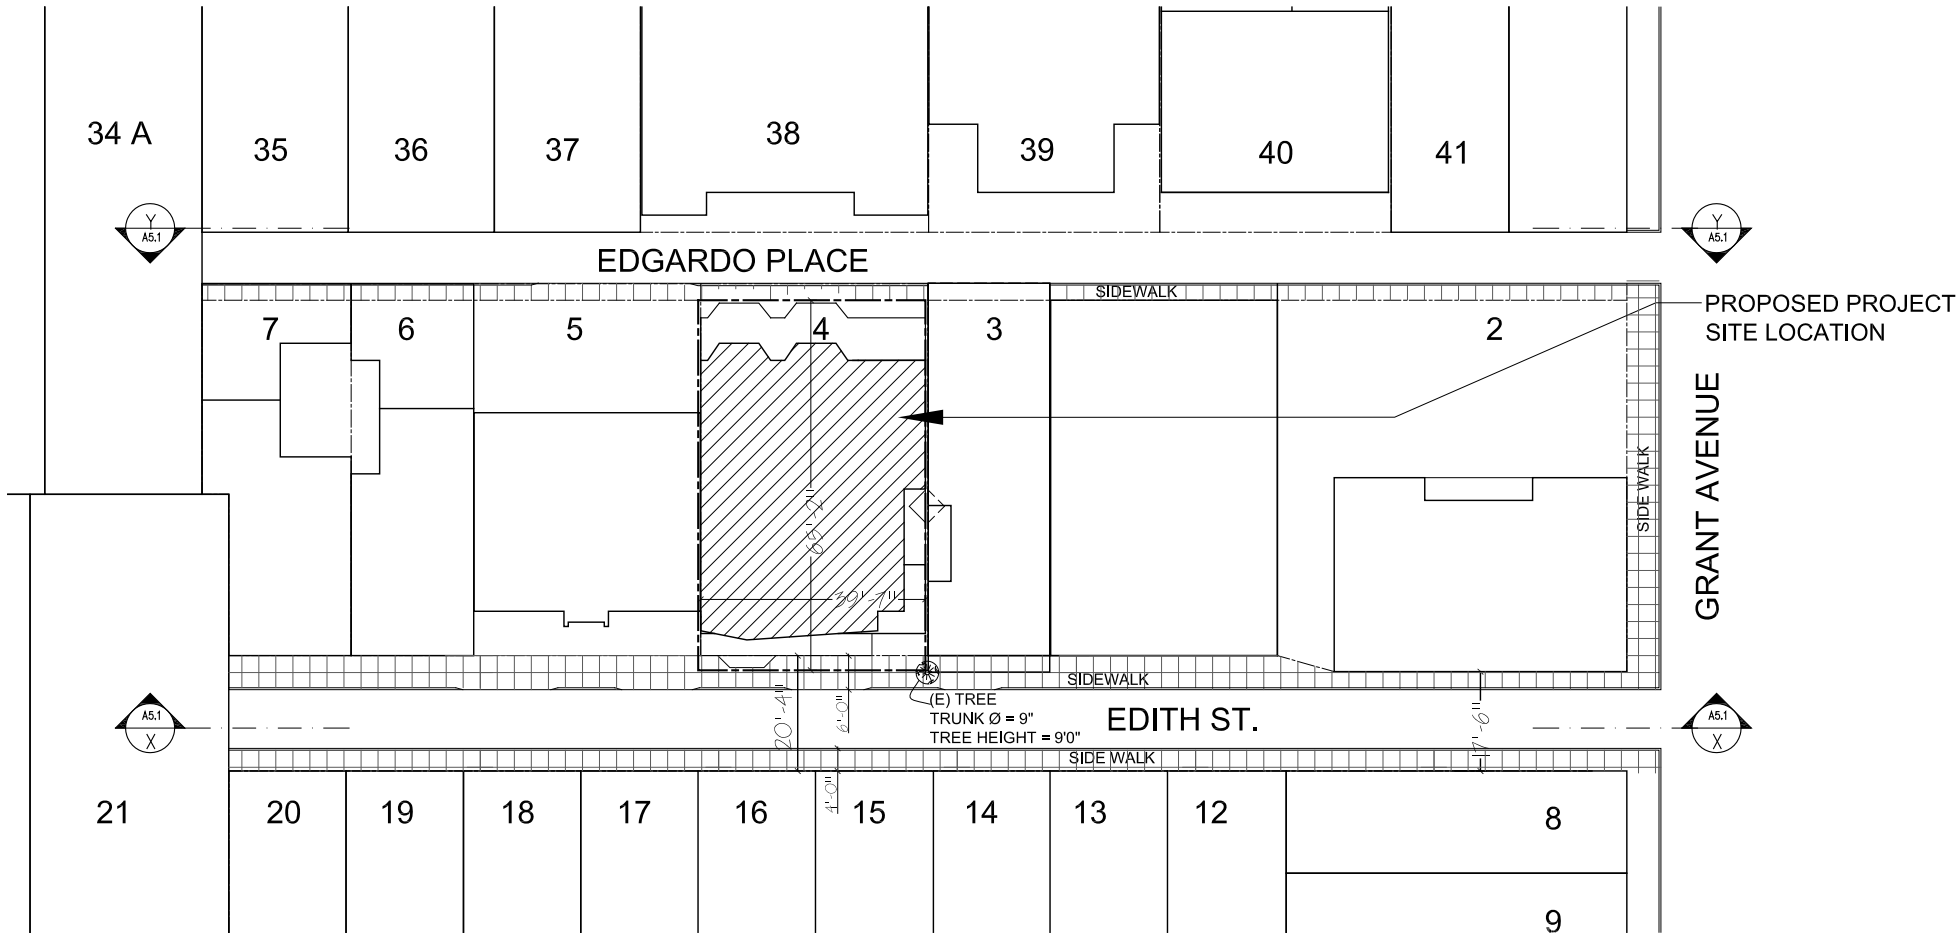 34 A
35
36
37
38
39
40
41
Y
A5.1
Y
A5.1
EDGARDO PLACE
SIDEWALK
PROPOSED PROJECT
SITE LOCATION
7
6
5
4
3
2
GRANT AVENUE
SIDE WALK
65'-2"
39'-7"
SIDEWALK
20'-4"
6'-0"
(E) TREE
TRUNK Ø = 9"
TREE HEIGHT = 9'0"
EDITH ST.
17'-6"
A5.1
X
A5.1
X
SIDE WALK
4'-0"
21
20
19
18
17
16
15
14
13
12
8
9